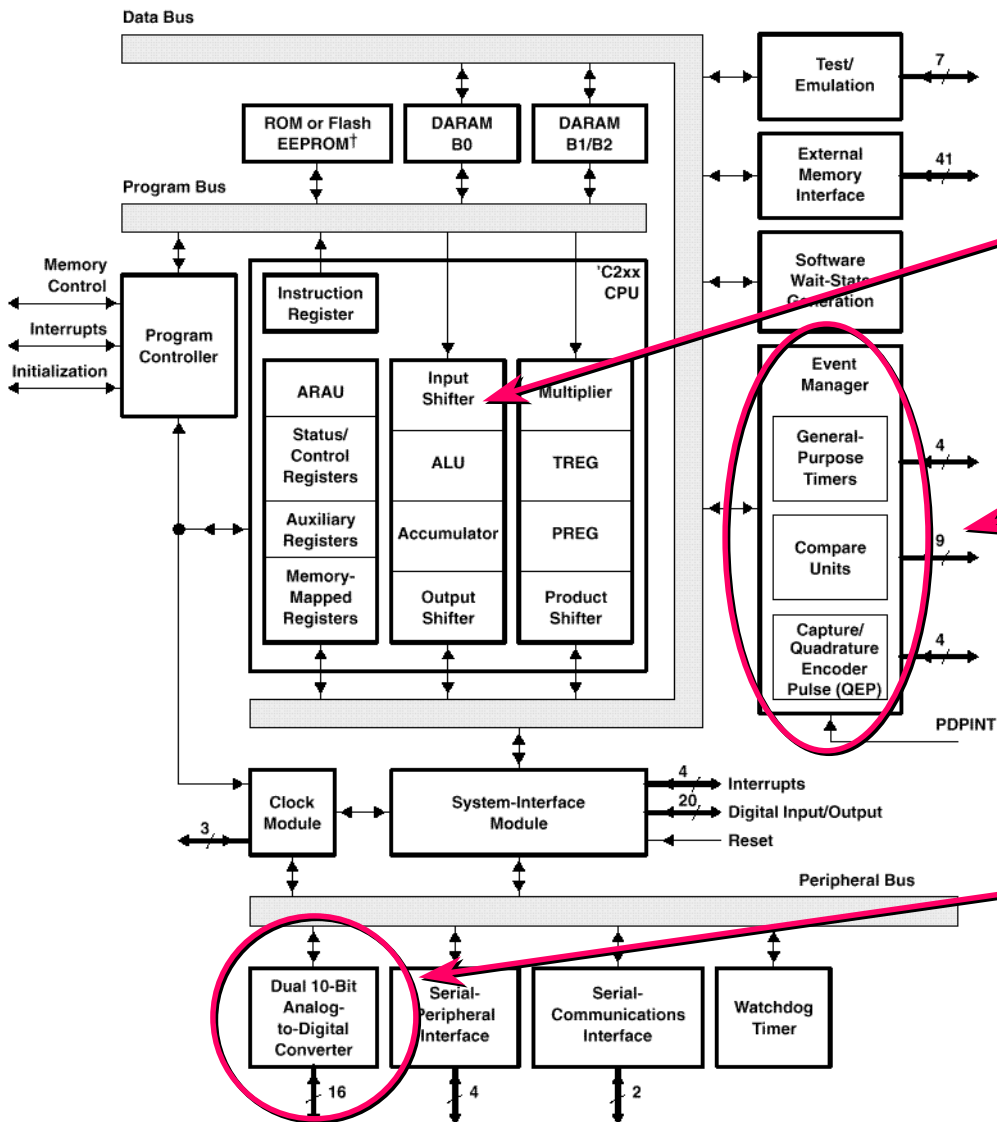 Data Bus
Test/
Emulation
7
ROM or Flash
EEPROM†
DARAM
B0
DARAM
B1/B2
External
Memory
Interface
41
Program Bus
Software
Wait-State
Generation
Memory
Control
Interrupts
Initialization
Program
Controller
'C2xx
CPU
Instruction
Register
ARAU
Status/
Control
Registers
Auxiliary
Registers
Memory-
Mapped
Registers
Input
Shifter
ALU
Accumulator
Output
Shifter
Multiplier
TREG
PREG
Product
Shifter
Event
Manager
General-
Purpose
Timers
4
Compare
Units
9
Capture/
Quadrature
Encoder
Pulse (QEP)
4
PDPINT
Clock
Module
3
System-Interface
Module
4
Interrupts
20
Digital Input/Output
Reset
Peripheral Bus
Dual 10-Bit
Analog-
to-Digital
Converter
16
Serial-
Peripheral
Interface
4
Serial-
Communications
Interface
2
Watchdog
Timer